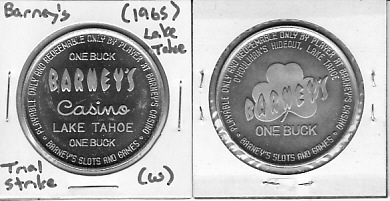 Barney's
(1965)
Lake
Tahoe
PLAYABLE ONLY AND REDEEMABLE ONLY BY PLAYER AT BARNEY'S CASINO
ONE BUCK
BARNEY'S
Casino
LAKE TAHOE
ONE BUCK
BARNEY'S SLOTS AND GAMES
Trial
strike
(W)
PLAYABLE ONLY AND REDEEMABLE ONLY BY PLAYER AT BARNEY'S CASINO
HIDEOUT, LAKE TAHOE
BARNEY'S
ONE BUCK
BARNEY'S SLOTS AND GAMES